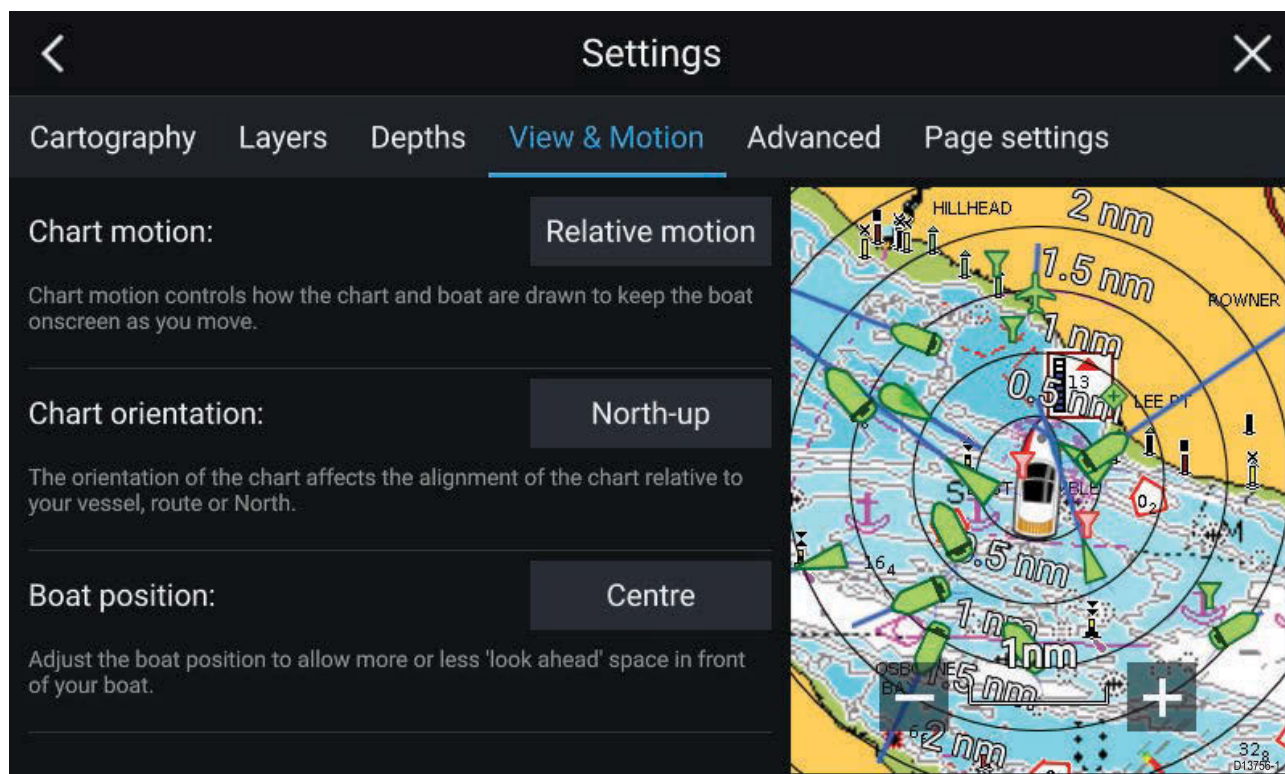 Settings
Cartography Layers Depths View & Motion Advanced Page settings
Chart motion: Relative motion
Chart motion controls how the chart and boat are drawn to keep the boat
onscreen as you move.
Chart orientation: North-up
The orientation of the chart affects the alignment of the chart relative to
your vessel, route or North.
Boat position: Centre
Adjust the boat position to allow more or less 'look ahead' space in front
of your boat.
HILLHEAD
2 nm
1.5 nm
ROWNER
1 nm
13
0.5 nm
LEE PT
0₂
S
M
16₄
0.5 nm
1 nm
1nm
2 nm
32₈
D13756-1